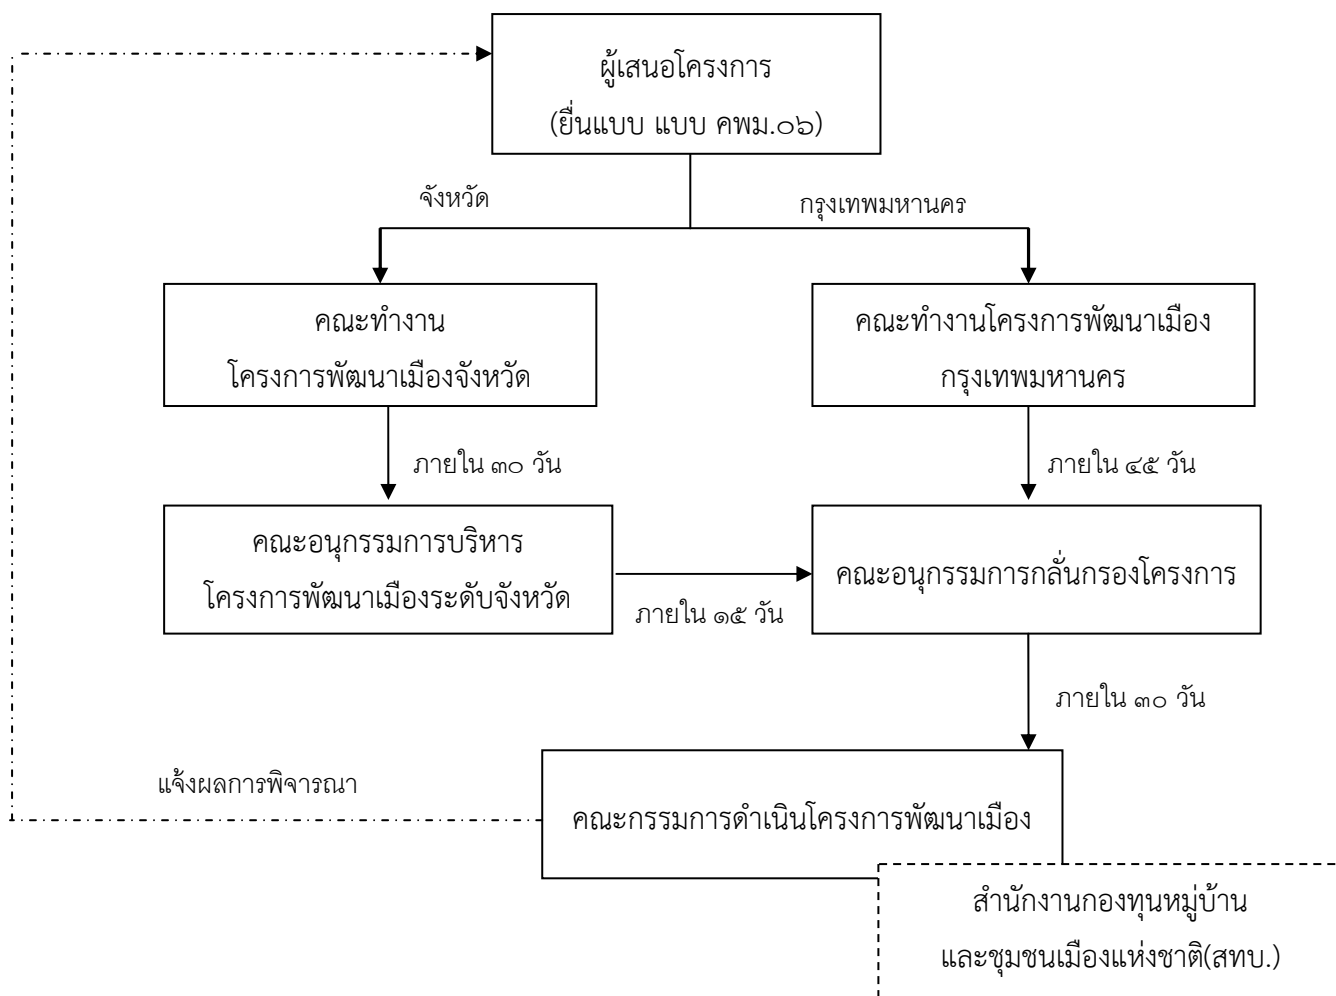 ผู้เสนอโครงการ
(ยื่นแบบ แบบ คพม.๐๖)
จังหวัด
กรุงเทพมหานคร
คณะทำงาน
โครงการพัฒนาเมืองจังหวัด
คณะทำงานโครงการพัฒนาเมือง
กรุงเทพมหานคร
ภายใน ๓๐ วัน
ภายใน ๔๕ วัน
คณะอนุกรรมการบริหาร
โครงการพัฒนาเมืองระดับจังหวัด
ภายใน ๑๕ วัน
คณะอนุกรรมการกลั่นกรองโครงการ
ภายใน ๓๐ วัน
แจ้งผลการพิจารณา
คณะกรรมการดำเนินโครงการพัฒนาเมือง
สำนักงานกองทุนหมู่บ้าน
และชุมชนเมืองแห่งชาติ(สทบ.)